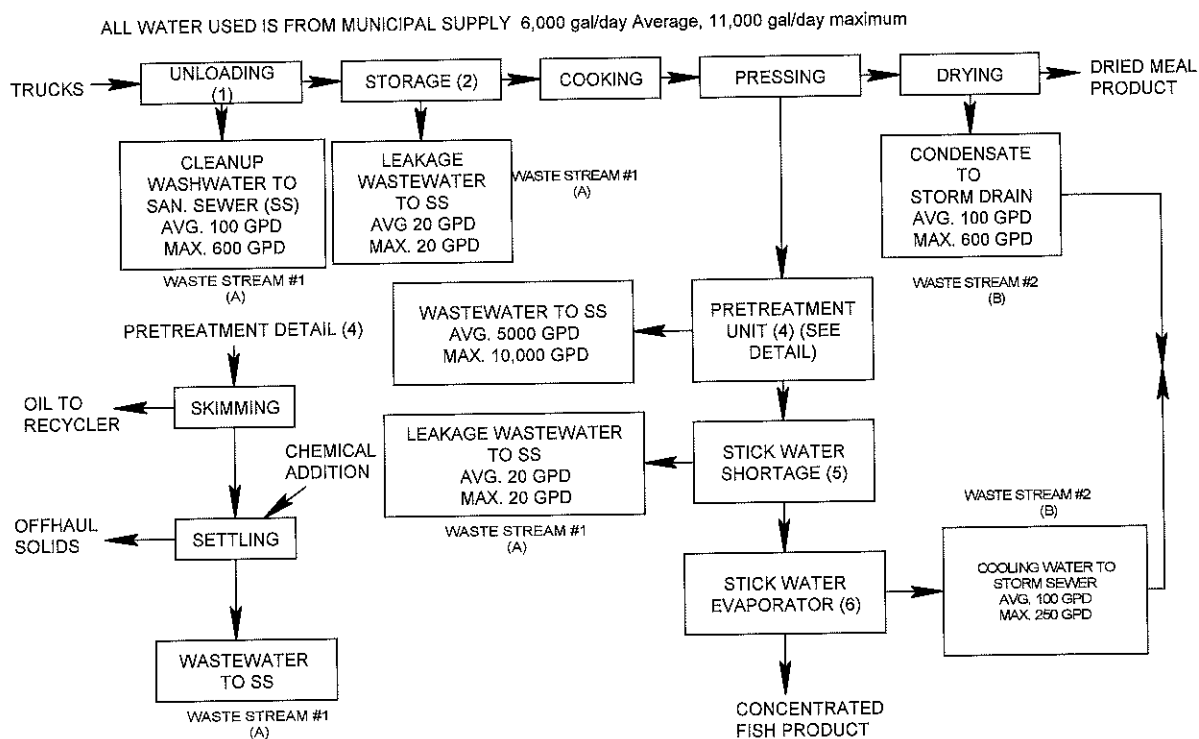 ALL WATER USED IS FROM MUNICIPAL SUPPLY 6,000 gal/day Average, 11,000 gal/day maximum
TRUCKS
UNLOADING
(1)
STORAGE (2)
COOKING
PRESSING
DRYING
DRIED MEAL
PRODUCT
CLEANUP
WASHWATER TO
SAN. SEWER (SS)
AVG. 100 GPD
MAX. 600 GPD
WASTE STREAM #1
(A)
LEAKAGE
WASTEWATER
TO SS
AVG 20 GPD
MAX. 20 GPD
WASTE STREAM #1
(A)
CONDENSATE
TO
STORM DRAIN
AVG. 100 GPD
MAX. 600 GPD
WASTE STREAM #2
(B)
WASTEWATER TO SS
AVG. 5000 GPD
MAX. 10,000 GPD
PRETREATMENT
UNIT (4) (SEE
DETAIL)
LEAKAGE WASTEWATER
TO SS
AVG. 20 GPD
MAX. 20 GPD
WASTE STREAM #1
(A)
STICK WATER
SHORTAGE (5)
STICK WATER
EVAPORATOR (6)
WASTE STREAM #2
(B)
COOLING WATER TO
STORM SEWER
AVG. 100 GPD
MAX. 250 GPD
CONCENTRATED
FISH PRODUCT
PRETREATMENT DETAIL (4)
SKIMMING
OIL TO
RECYCLER
CHEMICAL
ADDITION
SETTLING
OFFHAUL
SOLIDS
WASTEWATER
TO SS
WASTE STREAM #1
(A)